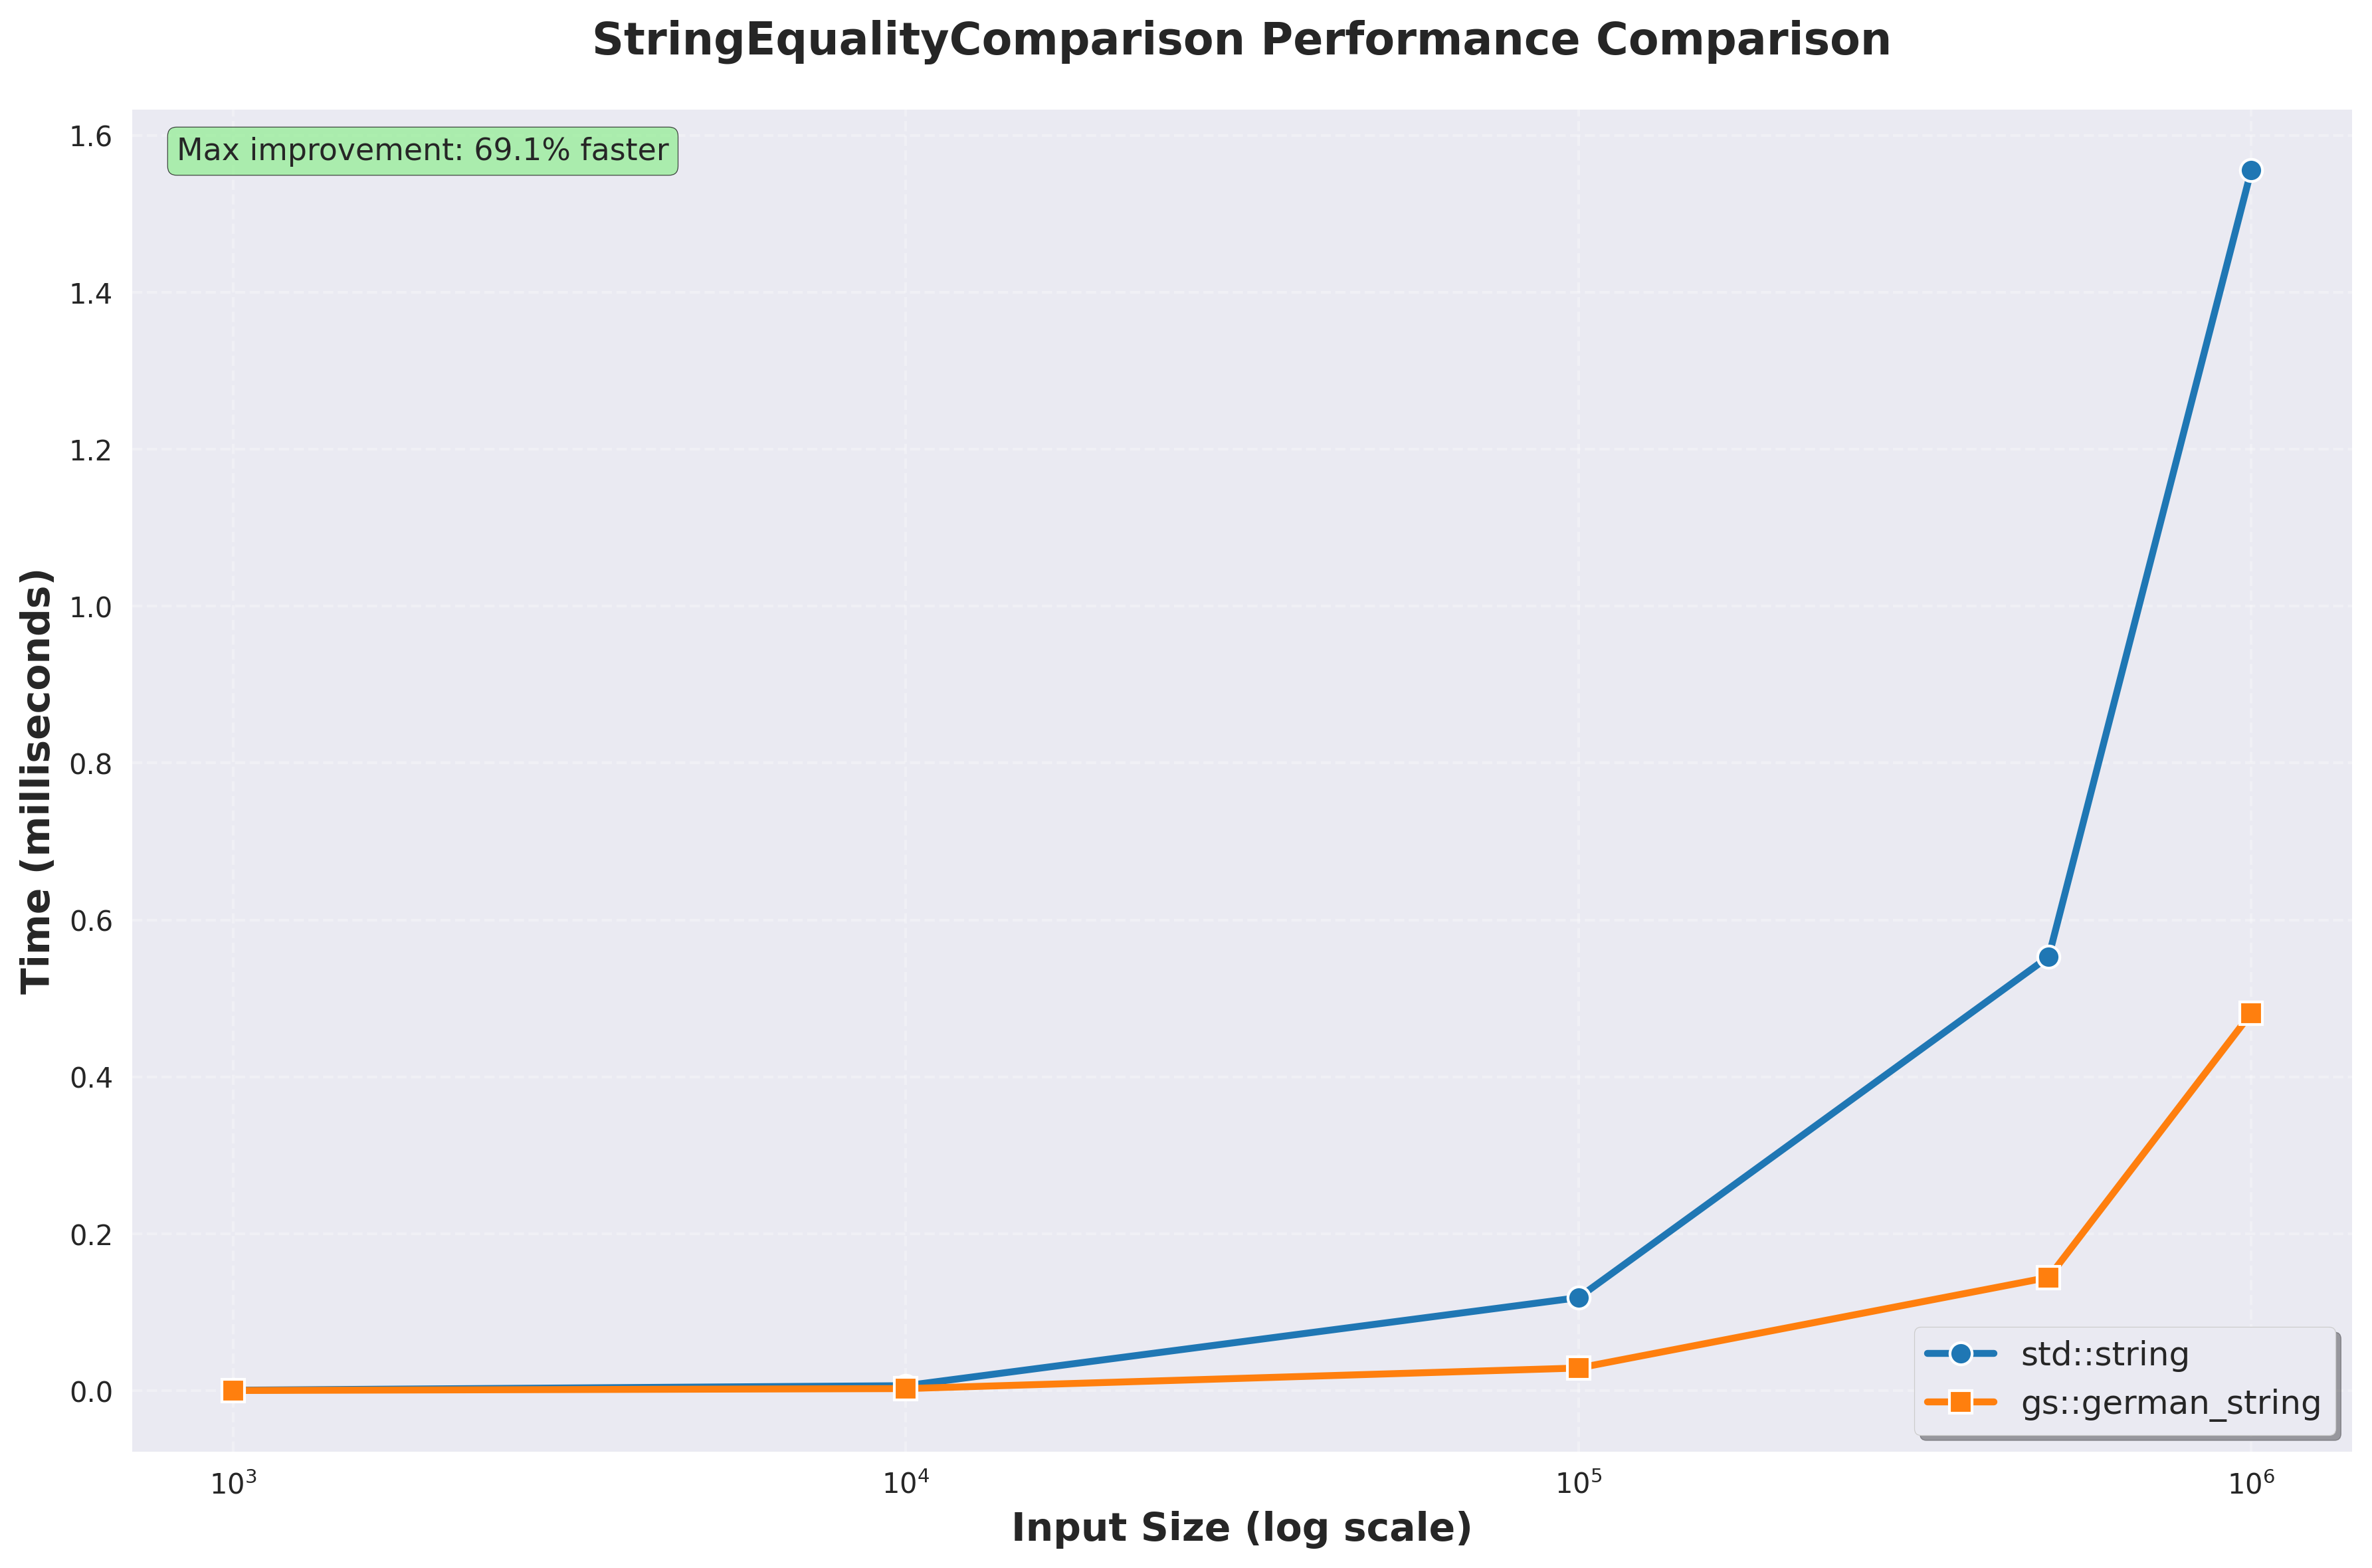 StringEqualityComparison Performance Comparison
Max improvement: 69.1% faster
Time (milliseconds)
1.6
1.4
1.2
1.0
0.8
0.6
0.4
0.2
0.0
std::string
gs::german_string
10³
10⁴
10⁵
10⁶
Input Size (log scale)